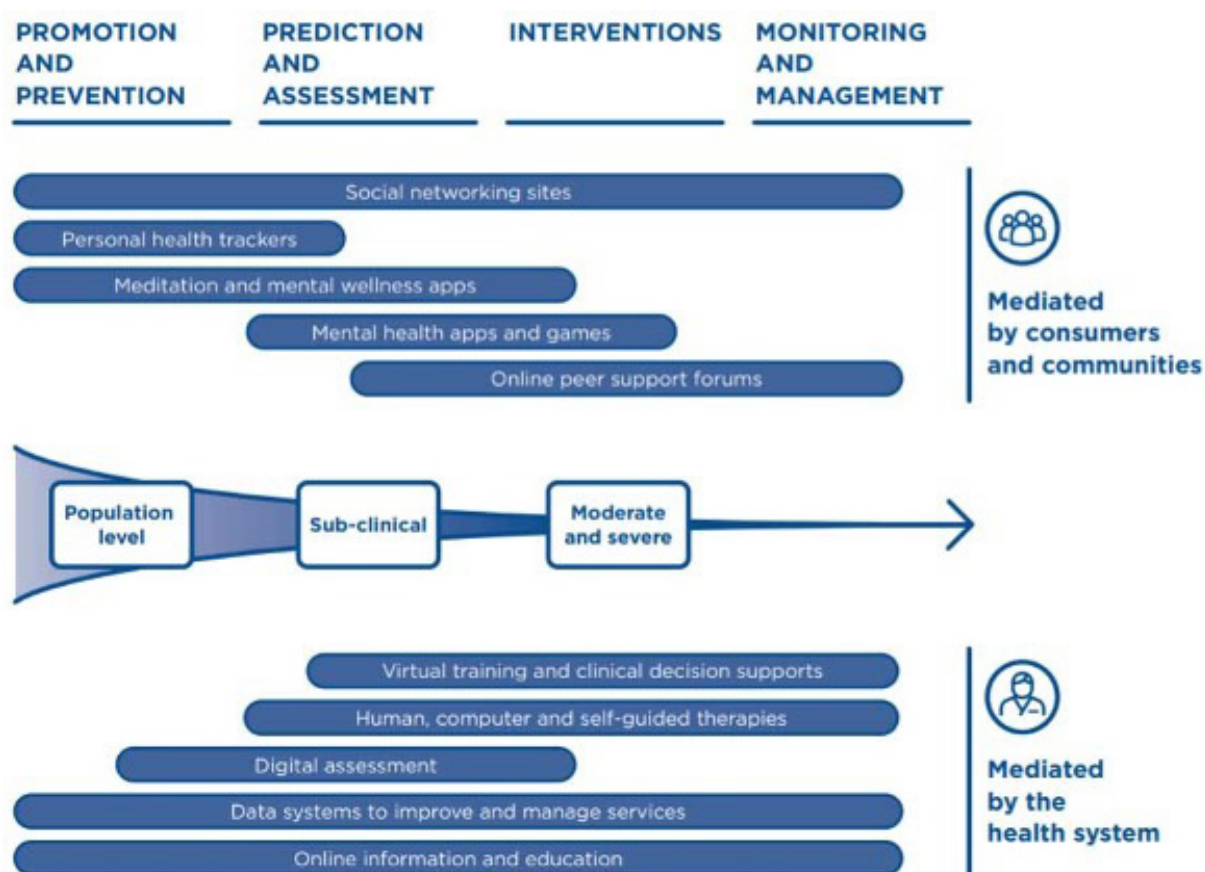 PROMOTION
AND
PREVENTION
PREDICTION
AND
ASSESSMENT
INTERVENTIONS
MONITORING
AND
MANAGEMENT
Social networking sites
Personal health trackers
Meditation and mental wellness apps
Mental health apps and games
Online peer support forums
Mediated
by consumers
and communities
Population
level
Sub-clinical
Moderate
and severe
Virtual training and clinical decision supports
Human, computer and self-guided therapies
Digital assessment
Data systems to improve and manage services
Online information and education
Mediated
by the
health system